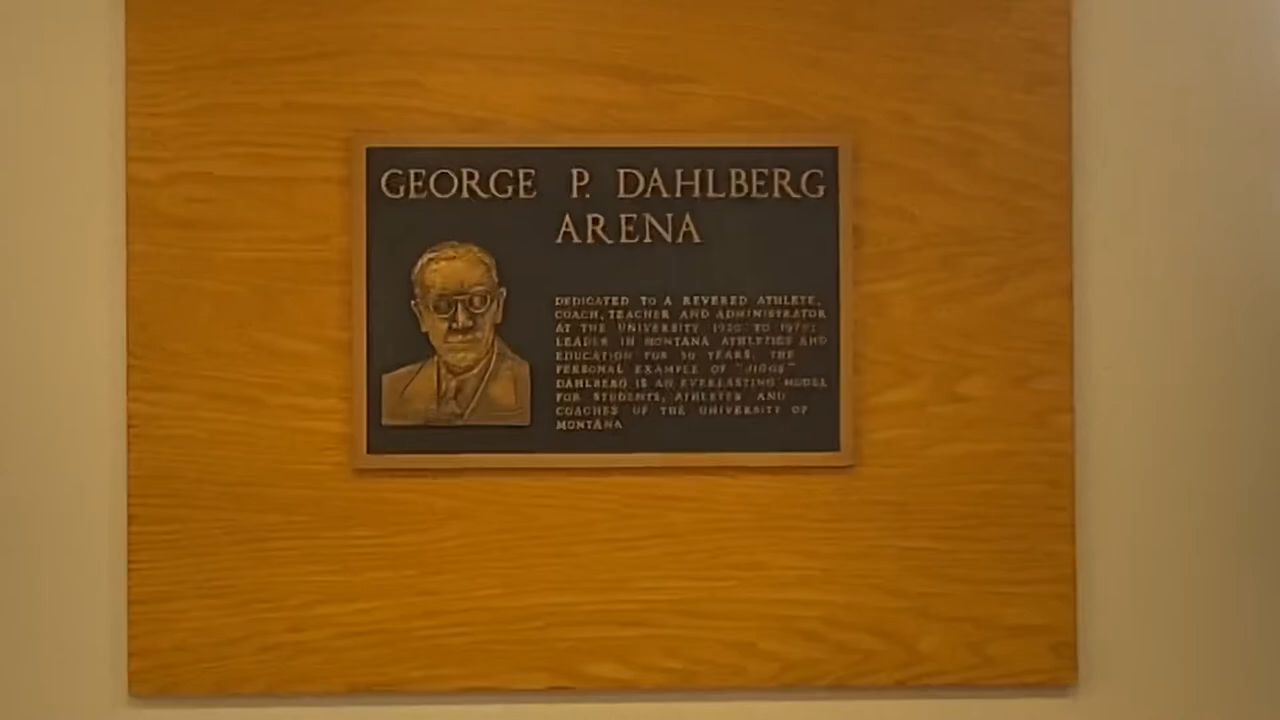 GEORGE P. DAHLBERG
ARENA
DEDICATED TO A REVERED ATHLETE,
COACH, TEACHER AND ADMINISTRATOR
AT THE UNIVERSITY TO
LEADER IN MONTANA ATHLETICS AND
EDUCATION FOR 50 YEARS. THE
PERSONAL EXAMPLE OF "JIGGS"
DAHLBERG IS AN EVERLASTING MODEL
FOR STUDENTS, ATHLETES AND
COACHES OF THE UNIVERSITY OF
MONTANA